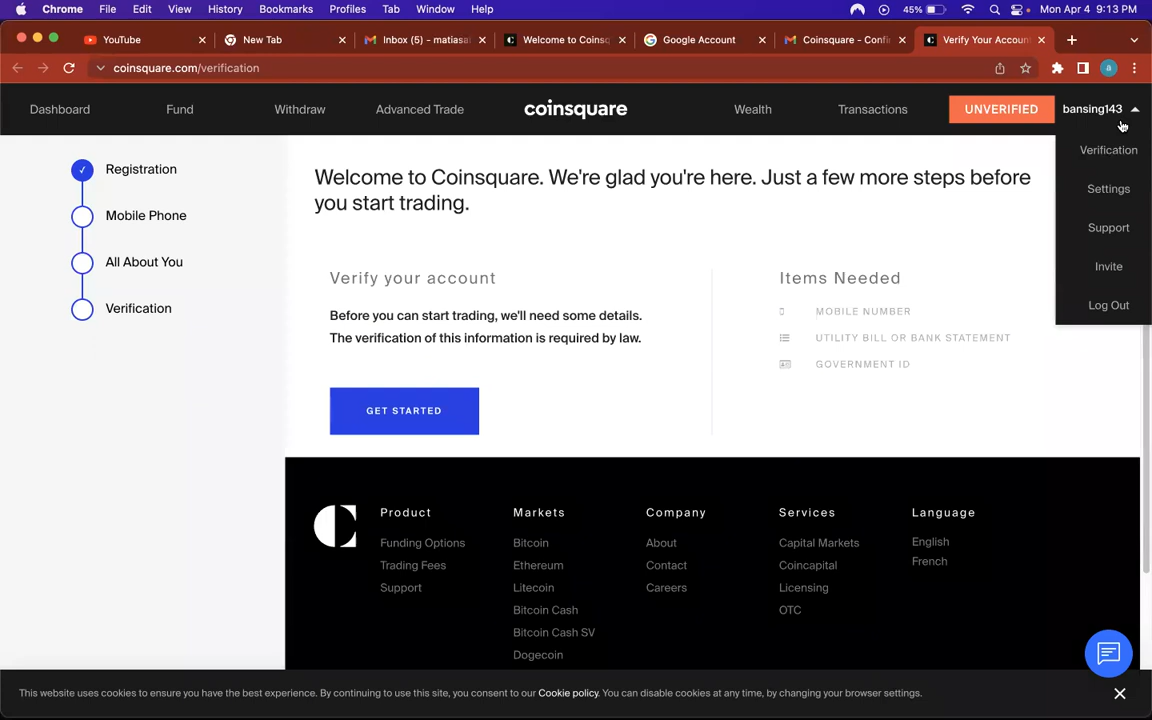 Chrome File Edit View History Bookmarks Profiles Tab Window Help 45% Mon Apr 4 9:13 PM
YouTube New Tab Inbox (5) - matiasal Welcome to Coinsq Google Account Coinsquare - Confi Verify Your Accoun
coinsquare.com/verification a
Dashboard Fund Withdraw Advanced Trade coinsquare Wealth Transactions UNVERIFIED bansing143
Verification
Settings
Support
Invite
Log Out
Registration
Mobile Phone
All About You
Verification
Welcome to Coinsquare. We're glad you're here. Just a few more steps before
you start trading.
Verify your account
Before you can start trading, we'll need some details.
The verification of this information is required by law.
GET STARTED
Items Needed
MOBILE NUMBER
UTILITY BILL OR BANK STATEMENT
GOVERNMENT ID
Product
Funding Options
Trading Fees
Support
Markets
Bitcoin
Ethereum
Litecoin
Bitcoin Cash
Bitcoin Cash SV
Dogecoin
Company
About
Contact
Careers
Services
Capital Markets
Coincapital
Licensing
OTC
Language
English
French
This website uses cookies to ensure you have the best experience. By continuing to use this site, you consent to our Cookie policy. You can disable cookies at any time, by changing your browser settings.